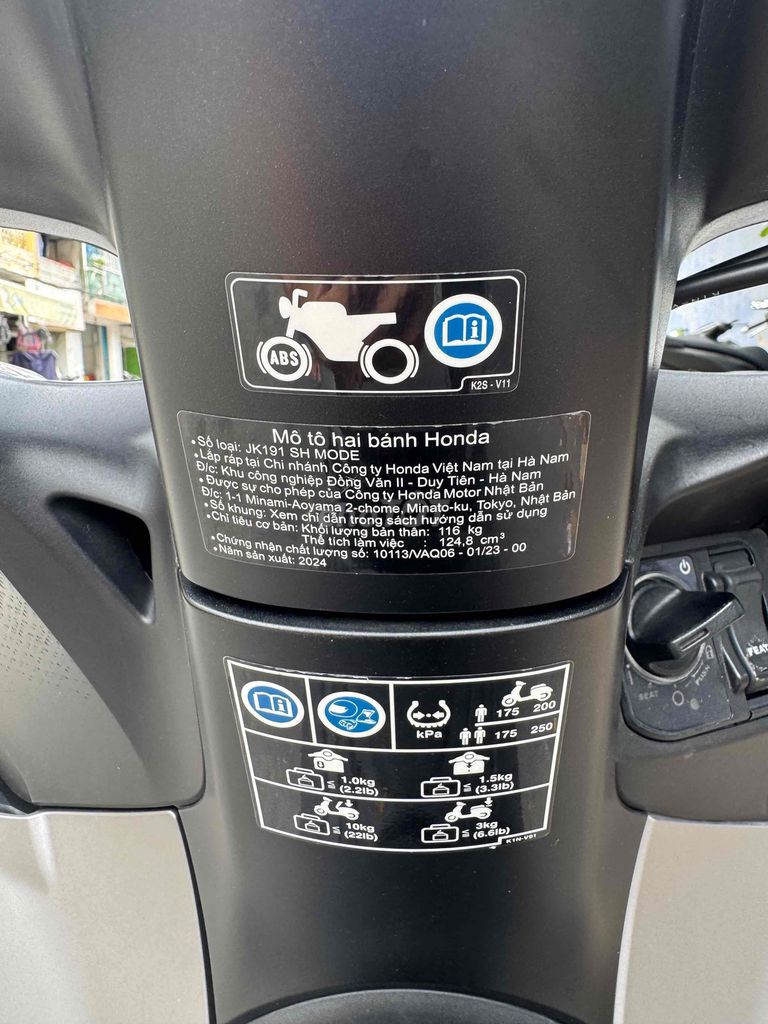 ABS
K2S - V11
Mô tô hai bánh Honda
•Số loại: JK191 SH MODE
•Lắp ráp tại Chi nhánh Công ty Honda Việt Nam tại Hà Nam
Đ/c: Khu công nghiệp Đồng Văn II - Duy Tiên - Hà Nam
•Được sự cho phép của Công ty Honda Motor Nhật Bản
Đ/c: 1-1 Minami-Aoyama 2-chome, Minato-ku, Tokyo, Nhật Bản
•Số khung: Xem chỉ dẫn trong sách hướng dẫn sử dụng
•Chỉ tiêu cơ bản: Khối lượng bản thân: 116 kg
Thể tích làm việc : 124,8 cm³
•Chứng nhận chất lượng số: 10113/VAQ06 - 01/23 - 00
•Năm sản xuất: 2024
SEAT
PUSH
kPa
175 200
175 250
≤ 1.0kg (2.2lb)
≤ 1.5kg (3.3lb)
≤ 10kg (22lb)
≤ 3kg (6.6lb)
K1N-V01